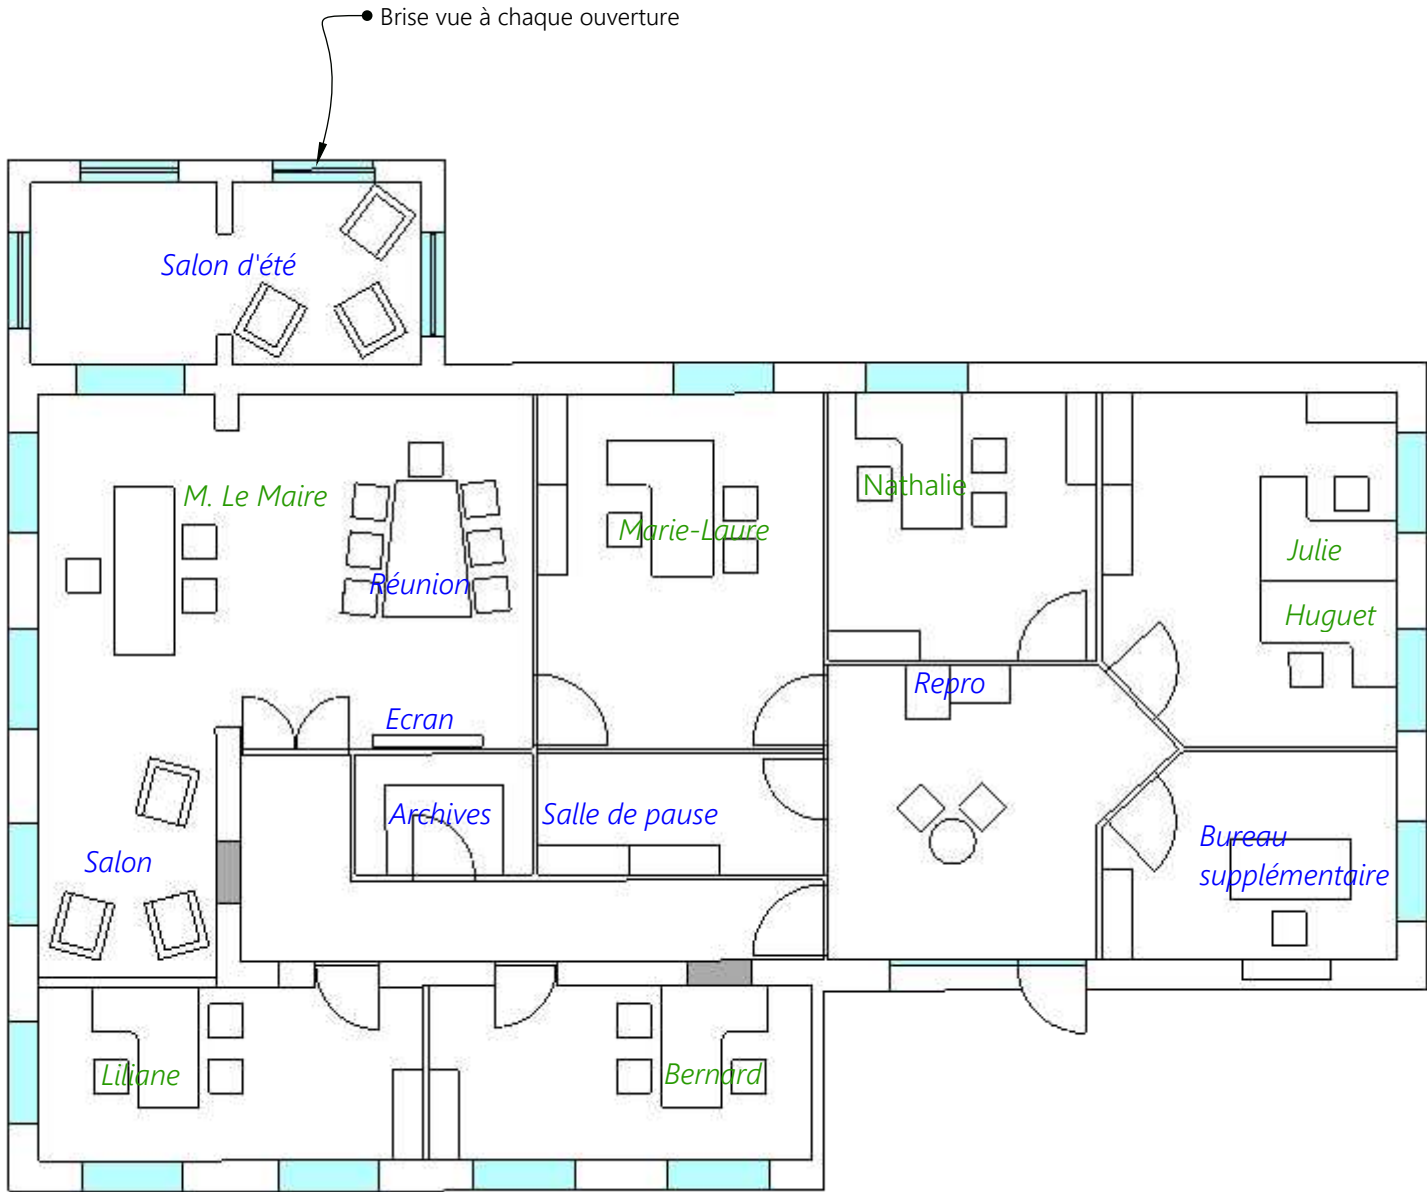 Brise vue à chaque ouverture
Salon d'été
M. Le Maire
Nathalie
Marie-Laure
Julie
Réunion
Huguet
Repro
Ecran
Archives
Salle de pause
Salon
Bureau
supplémentaire
Liliane
Bernard